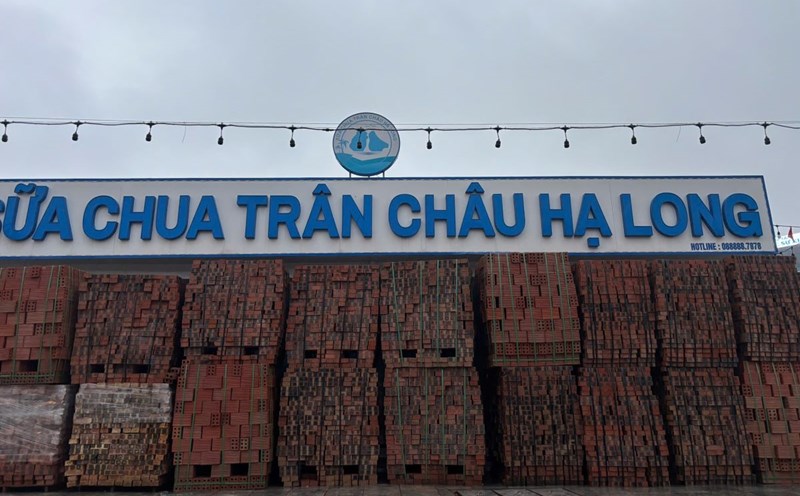 SỮA CHUA TRÂN CHÂU HẠ LONG
HOTLINE : 088888.7878